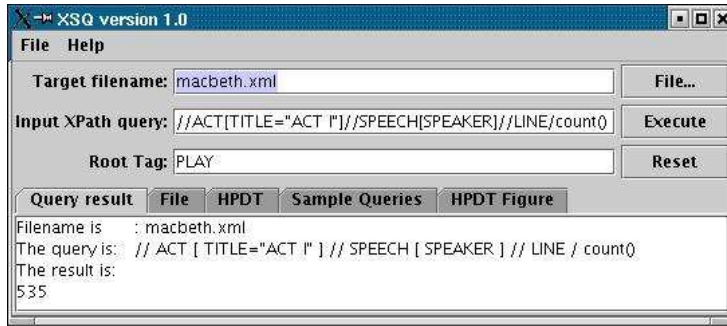 XSQ version 1.0
File Help
Target filename: macbeth.xml File...
Input XPath query: //ACT[TITLE="ACT I"]//SPEECH[SPEAKER]//LINE/count() Execute
Root Tag: PLAY Reset
Query result File HPDT Sample Queries HPDT Figure
Filename is : macbeth.xml
The query is: // ACT [ TITLE="ACT I" ] // SPEECH [ SPEAKER ] // LINE / count()
The result is:
535